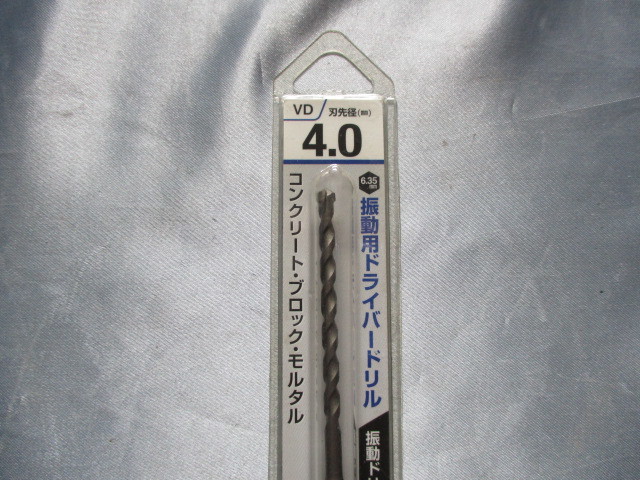 VD 刃先径(㎜)
4.0
6.35
mm
振動用ドライバードリル
コンクリート・ブロック・モルタル
振動ド